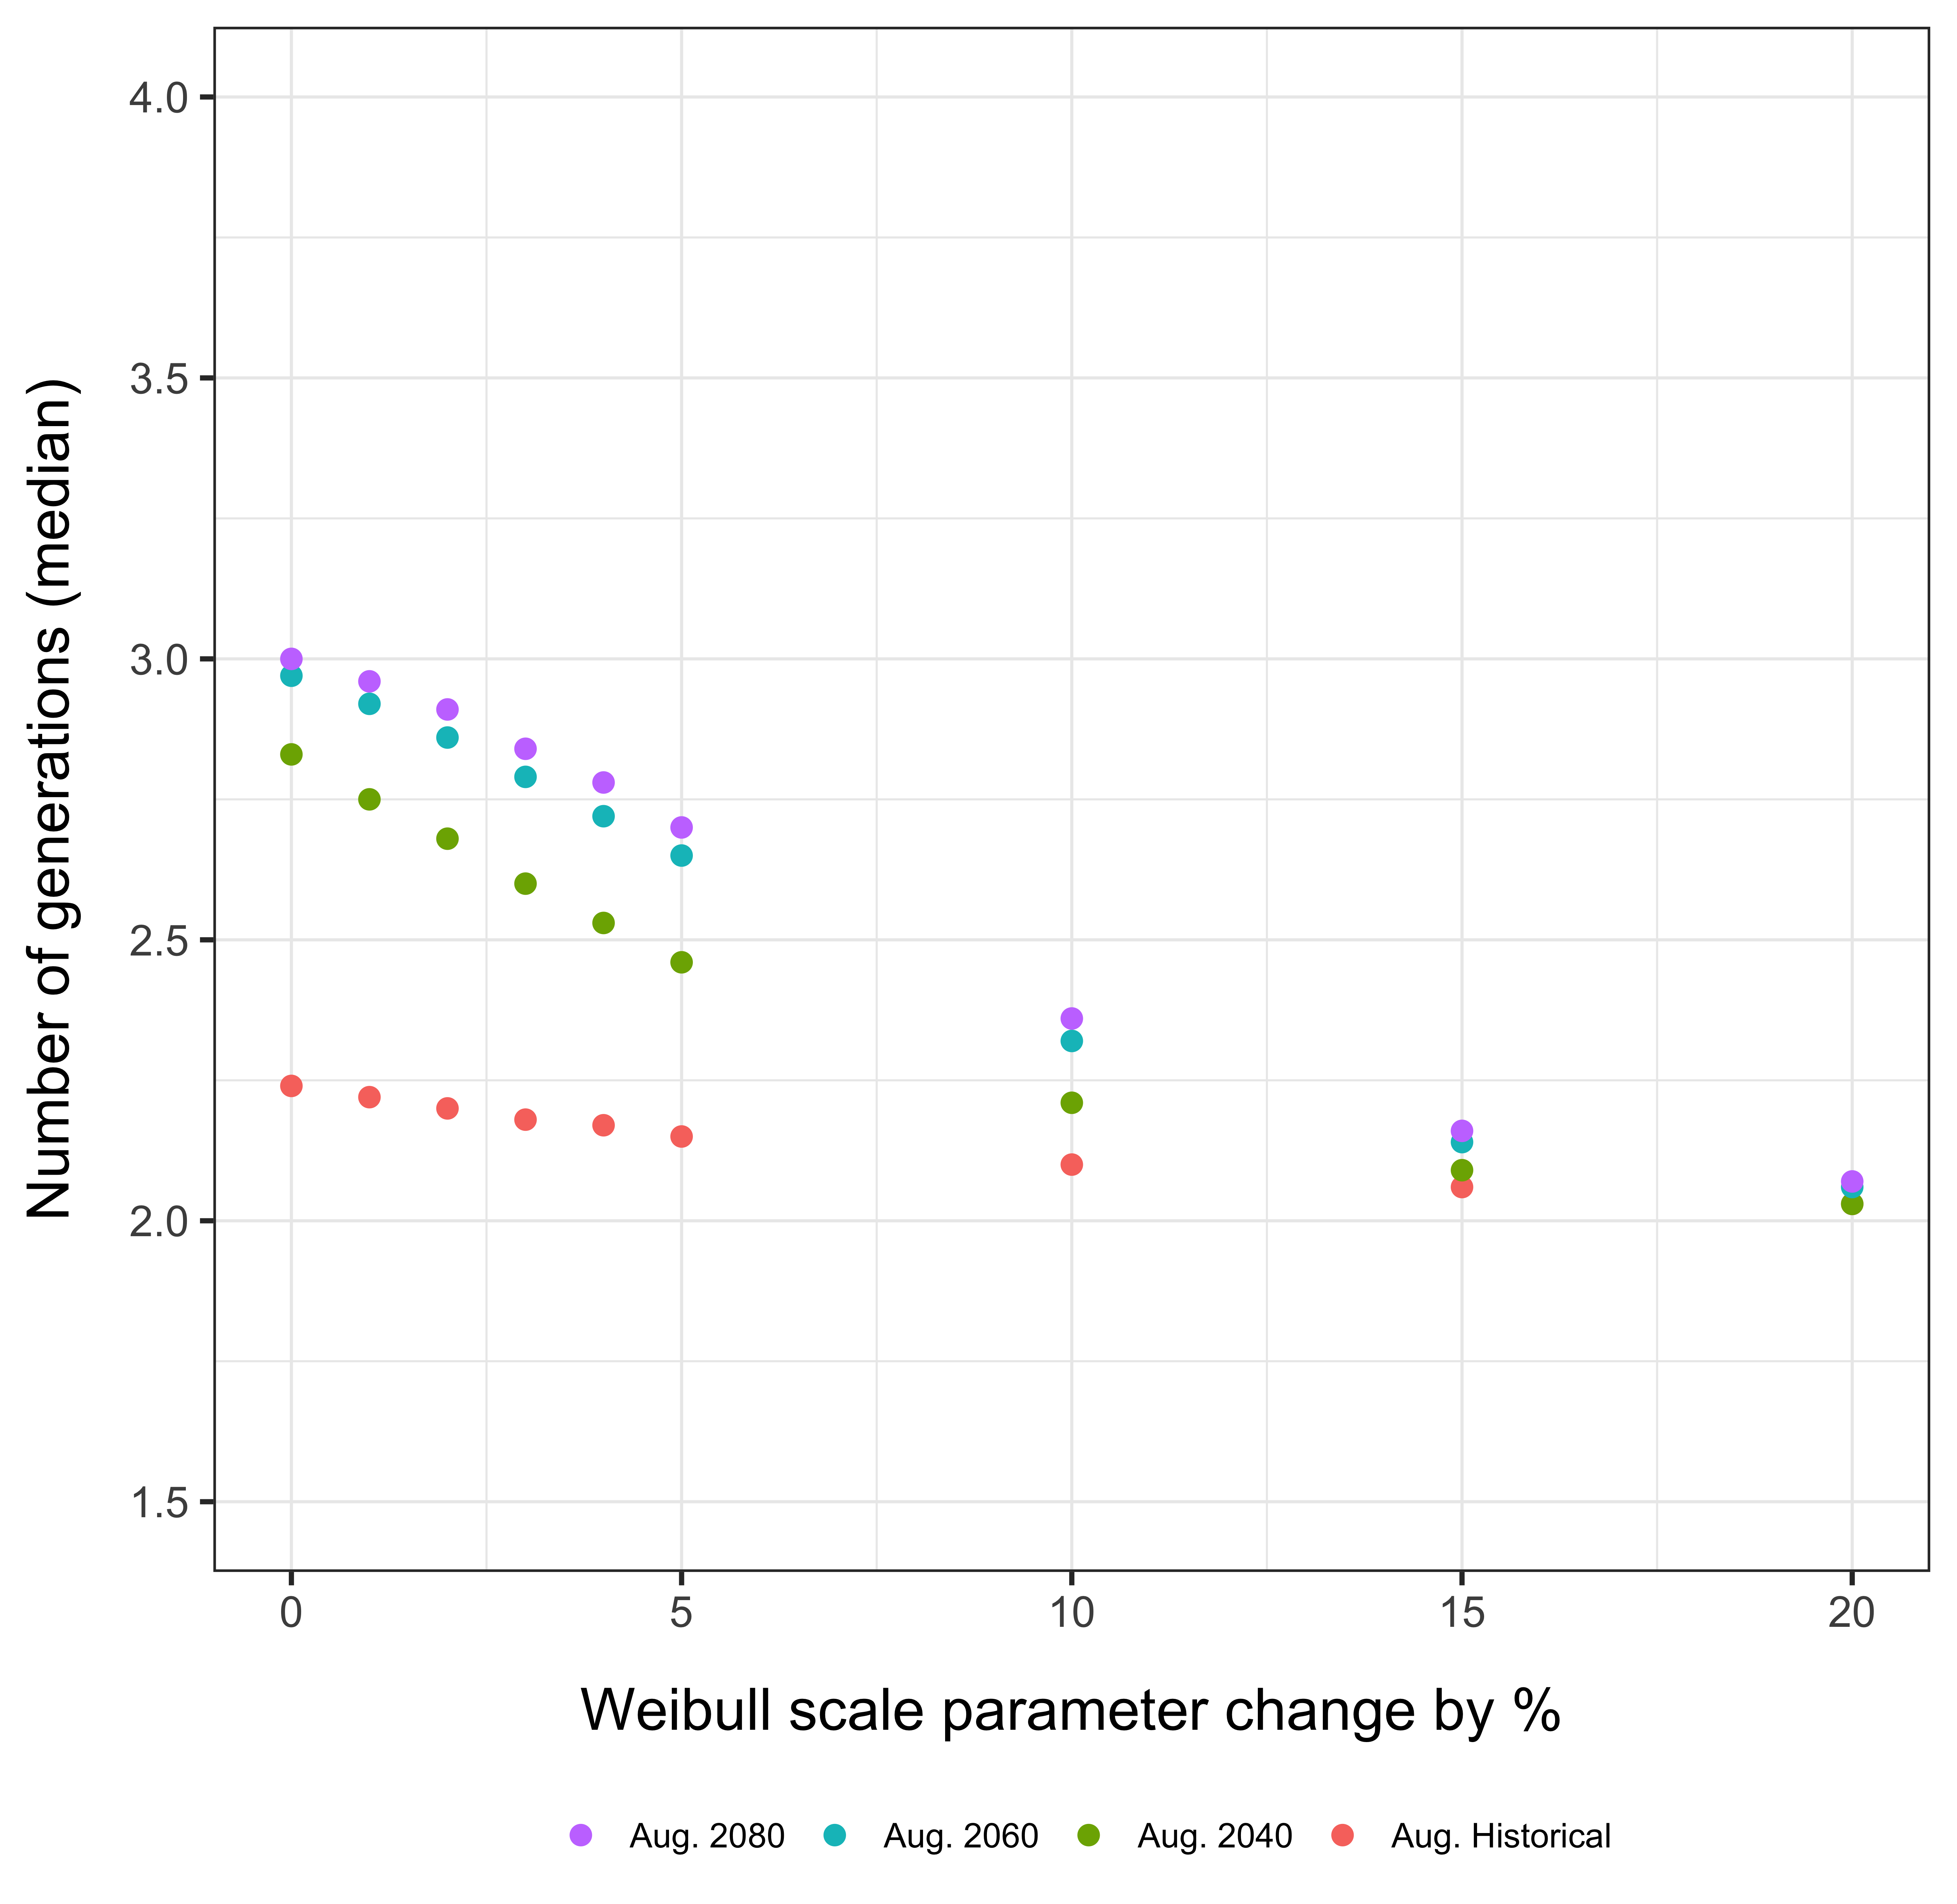 Number of generations (median)
4.0
3.5
3.0
2.5
2.0
1.5
0 5 10 15 20
Weibull scale parameter change by %
Aug. 2080 Aug. 2060 Aug. 2040 Aug. Historical